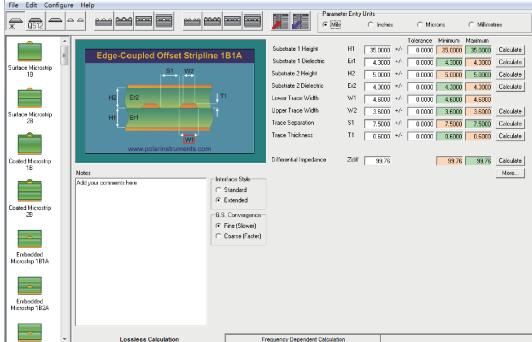 File Edit Configure Help
Parameter Entry Units
Mils Inches Microns Millimetres
Surface Microstrip
1B
Surface Microstrip
2B
Coated Microstrip
1B
Coated Microstrip
2B
Embedded
Microstrip 1B1A
Embedded
Microstrip 1B2A
Edge-Coupled Offset Stripline 1B1A
S1 W2
H2 Er2 T1
H1 Er1
W1
www.polarinstruments.com
Tolerance Minimum Maximum
Substrate 1 Height H1 35.0000 +/- 0.0000 35.0000 35.0000 Calculate
Substrate 1 Dielectric Er1 4.3000 +/- 0.0000 4.3000 4.3000 Calculate
Substrate 2 Height H2 5.0000 +/- 0.0000 5.0000 5.0000 Calculate
Substrate 2 Dielectric Er2 4.3000 +/- 0.0000 4.3000 4.3000 Calculate
Lower Trace Width W1 4.6000 +/- 0.0000 4.6000 4.6000
Upper Trace Width W2 3.6000 +/- 0.0000 3.6000 3.6000 Calculate
Trace Separation S1 7.5000 +/- 0.0000 7.5000 7.5000 Calculate
Trace Thickness T1 0.6000 +/- 0.0000 0.6000 0.6000 Calculate
Differential Impedance Zdiff 99.76 99.76 99.76 Calculate
More...
Notes
Add your comments here
Interface Style
Standard
Extended
G.S. Convergence
Fine (Slower)
Coarse (Faster)
Lossless Calculation Frequency Dependent Calculation